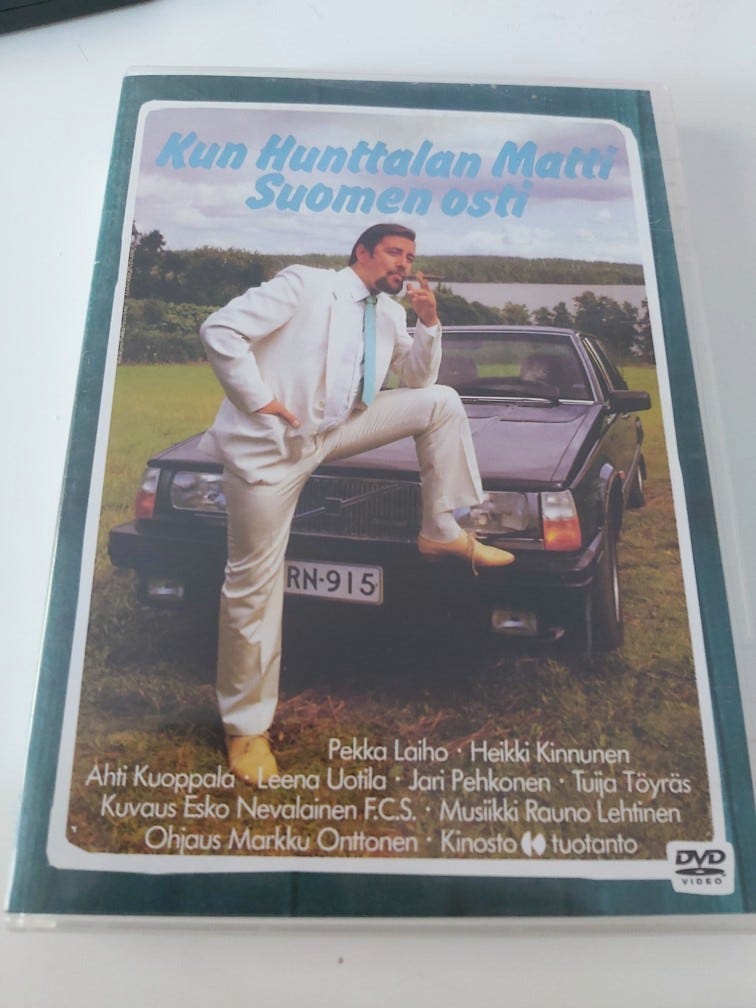 Kun Hunttalan Matti
Suomen osti
RN-915
Pekka Laiho · Heikki Kinnunen
Ahti Kuoppala · Leena Uotila · Jari Pehkonen · Tuija Töyräs
Kuvaus Esko Nevalainen F.C.S. · Musiikki Rauno Lehtinen
Ohjaus Markku Onttonen · Kinosto tuotanto
DVD
VIDEO